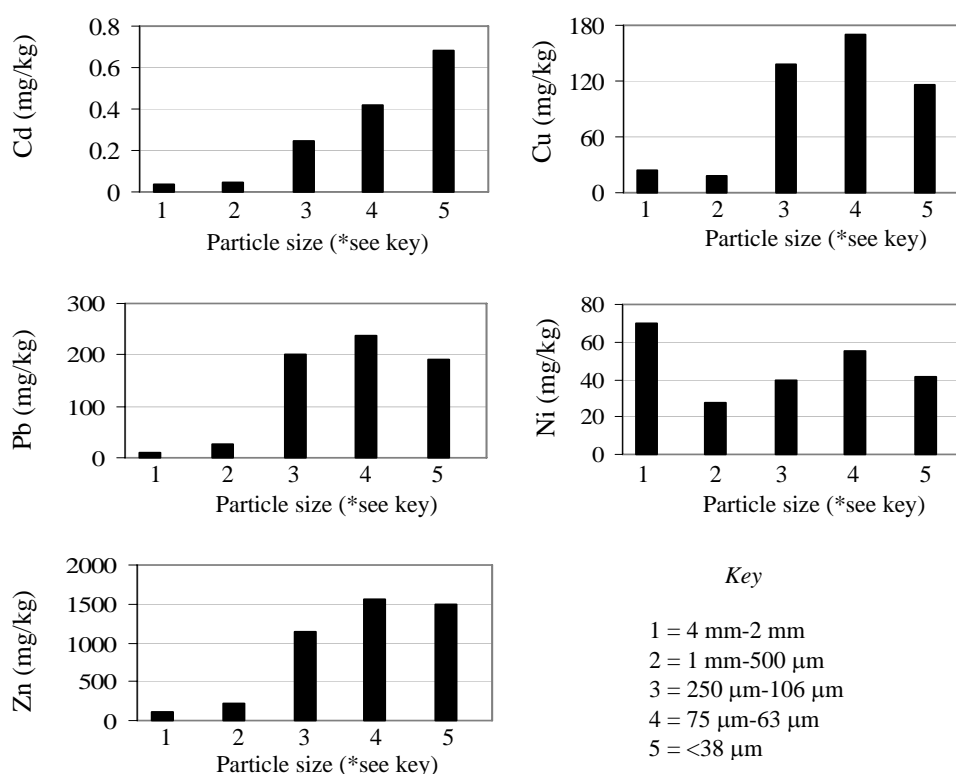 Cd (mg/kg)
0.8
0.6
0.4
0.2
0
1 2 3 4 5
Particle size (*see key)
Cu (mg/kg)
180
120
60
0
1 2 3 4 5
Particle size (*see key)
Pb (mg/kg)
300
200
100
0
1 2 3 4 5
Particle size (*see key)
Ni (mg/kg)
80
60
40
20
0
1 2 3 4 5
Particle size (*see key)
Zn (mg/kg)
2000
1500
1000
500
0
1 2 3 4 5
Particle size (*see key)
Key
1 = 4 mm-2 mm
2 = 1 mm-500 μm
3 = 250 μm-106 μm
4 = 75 μm-63 μm
5 = <38 μm